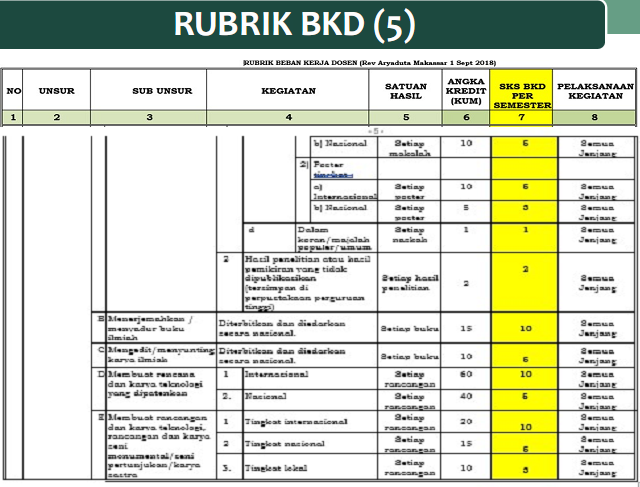 RUBRIK BKD (5)
RUBRIK BEBAN KERJA DOSEN (Rev Aryaduta Makassar 1 Sept 2018)
NO UNSUR SUB UNSUR KEGIATAN SATUAN HASIL ANGKA KREDIT (KUM) SKS BKD PER SEMESTER PELAKSANAAN KEGIATAN
1 2 3 4 5 6 7 8
- 5 -
b) Nasional Setiap makalah 10 5 Semua Jenjang
2) Poster tingkat
a) Internasional Setiap poster 10 6 Semua Jenjang
b) Nasional Setiap poster 5 3 Semua Jenjang
d Dalam koran/majalah populer/umum Setiap naskah 1 1 Semua Jenjang
2 Hasil penelitian atau hasil pemikiran yang tidak dipublikasikan (tersimpan di perpustakaan perguruan tinggi) Setiap hasil penelitian 2 2 Semua Jenjang
B Menerjemahkan / menyadur buku ilmiah Diterbitkan dan diedarkan secara nasional. Setiap buku 15 10 Semua Jenjang
C Mengedit/menyunting karya ilmiah Diterbitkan dan diedarkan secara nasional. Setiap buku 10 6 Semua Jenjang
D Membuat rencana dan karya teknologi yang dipatenkan 1 Internasional Setiap rancangan 60 10 Semua Jenjang
2. Nasional Setiap rancangan 40 Semua Jenjang
E Membuat rancangan dan karya teknologi, rancangan dan karya seni monumental/seni pertunjukan/karya sastra 1 Tingkat internasional Setiap rancangan 20 10 Semua Jenjang
2 Tingkat nasional Setiap rancangan 15 Semua Jenjang
3. Tingkat lokal Setiap rancangan 10 3 Semua Jenjang